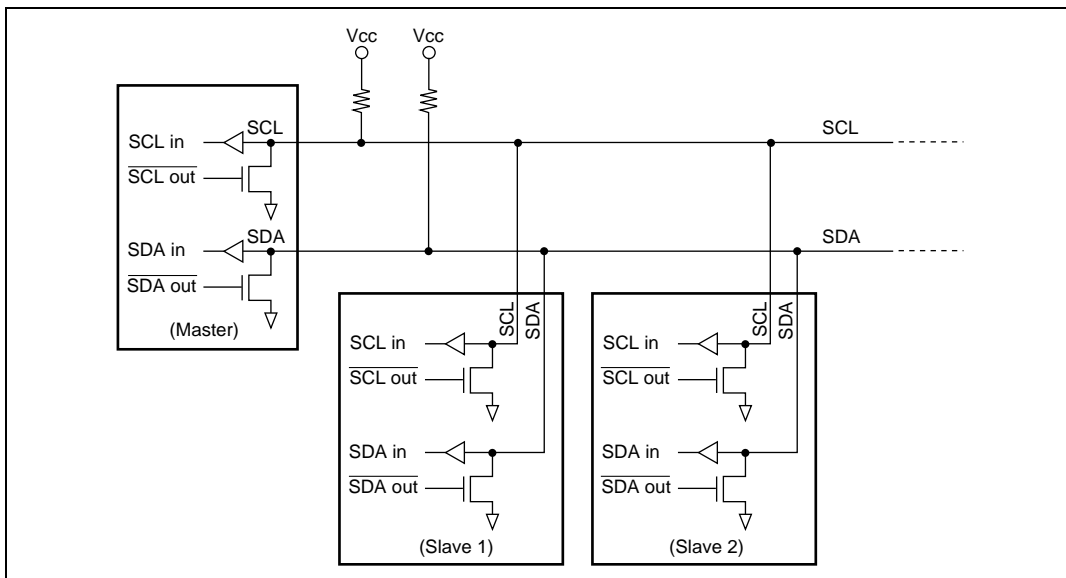 Vcc Vcc
SCL in
SCL
SCL
SCL out
SDA in
SDA
SDA
SDA out
(Master)
SCL
SDA
SCL in
SCL out
SDA in
SDA out
(Slave 1)
SCL
SDA
SCL in
SCL out
SDA in
SDA out
(Slave 2)